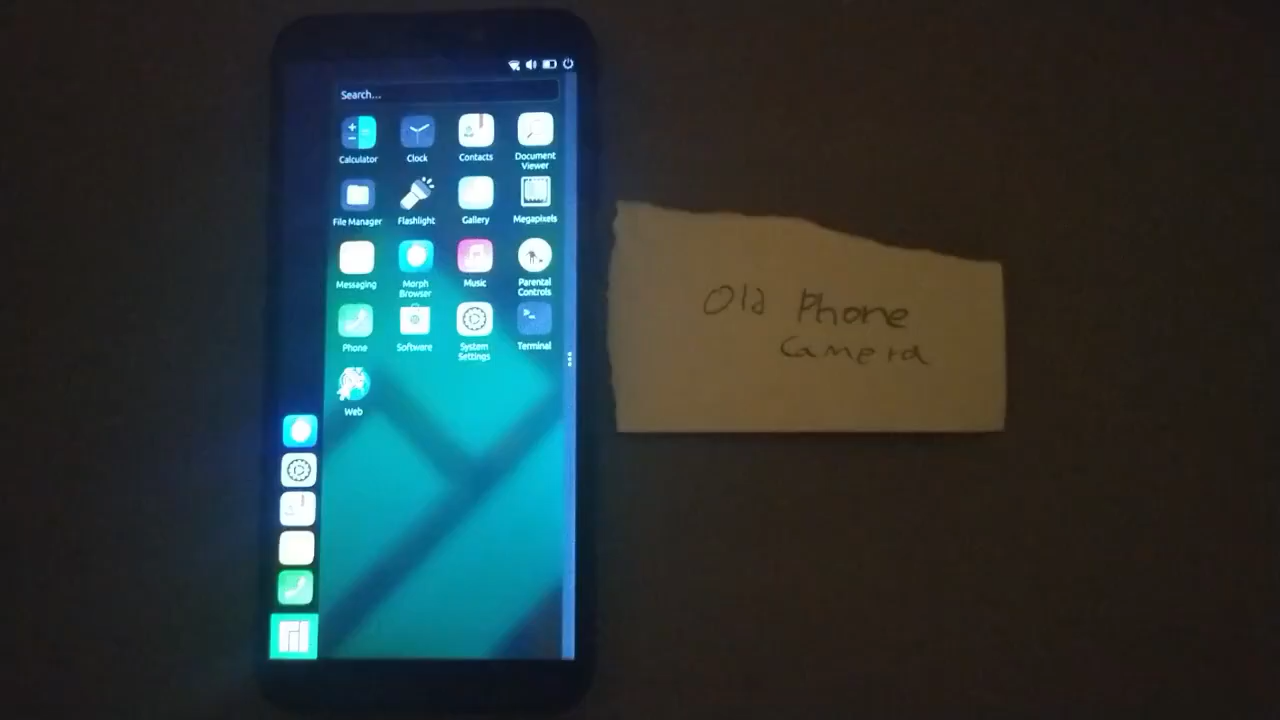 Search...
Calculator Clock Contacts Document Viewer
File Manager Flashlight Gallery Megapixels
Messaging Morph Browser Music Parental Controls
Phone Software System Settings Terminal
Web
Old Phone
Camera